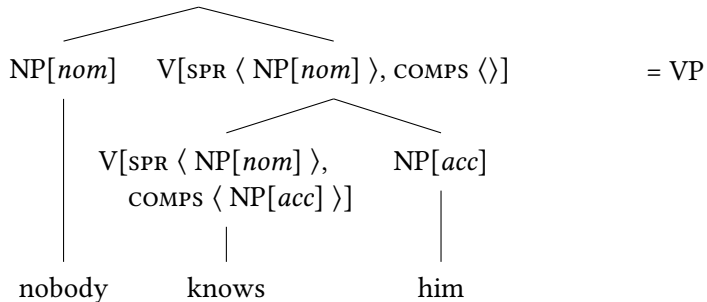 NP[nom] V[SPR ⟨ NP[nom] ⟩, COMPS ⟨⟩] = VP
V[SPR ⟨ NP[nom] ⟩, NP[acc]
COMPS ⟨ NP[acc] ⟩]
nobody knows him